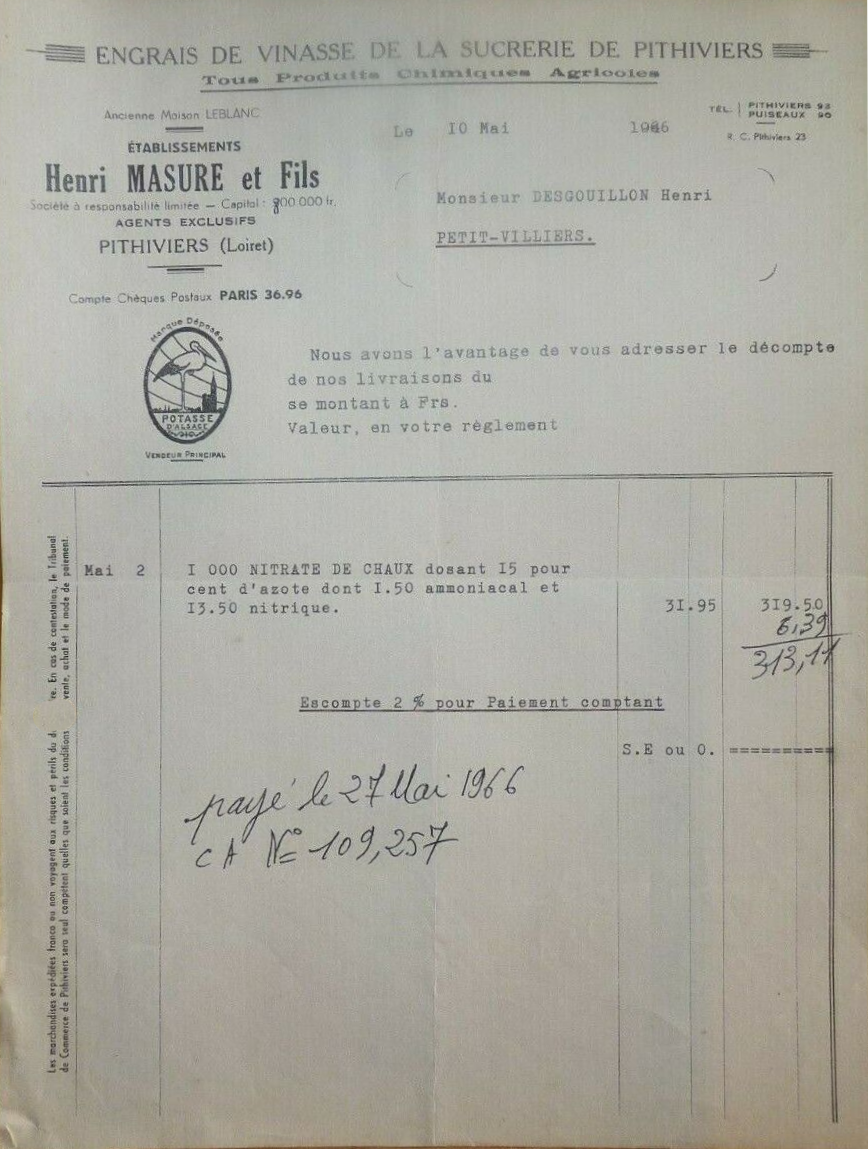 ENGRAIS DE VINASSE DE LA SUCRERIE DE PITHIVIERS
Tous Produits Chimiques Agricoles
Ancienne Maison LEBLANC
ÉTABLISSEMENTS
Henri MASURE et Fils
Société à responsabilité limitée — Capital : 800.000 fr.
AGENTS EXCLUSIFS
PITHIVIERS (Loiret)
Compte Chèques Postaux PARIS 36.96
TÉL. PITHIVIERS 93
PUISEAUX 90
R. C. Pithiviers 23
Le 10 Mai 1966
Monsieur DESGOUILLON Henri
PETIT-VILLIERS.
Marque Déposée
POTASSE
D'ALSACE
VENDEUR PRINCIPAL
Nous avons l'avantage de vous adresser le décompte
de nos livraisons du
se montant à Frs.
Valeur, en votre règlement
Mai 2 I 000 NITRATE DE CHAUX dosant I5 pour
cent d'azote dont I.50 ammoniacal et
I3.50 nitrique. 3I.95 3I9.50
6,39
313,11
Escompte 2 % pour Paiement comptant
S.E ou O. ==========
payé le 27 Mai 1966
CA N° 109,257
Les marchandises expédiées franco ou non voyagent aux risques et périls du d re. En cas de contestation, le Tribunal
de Commerce de Pithiviers sera seul compétent quelles que soient les conditions vente, achat et le mode de paiement.